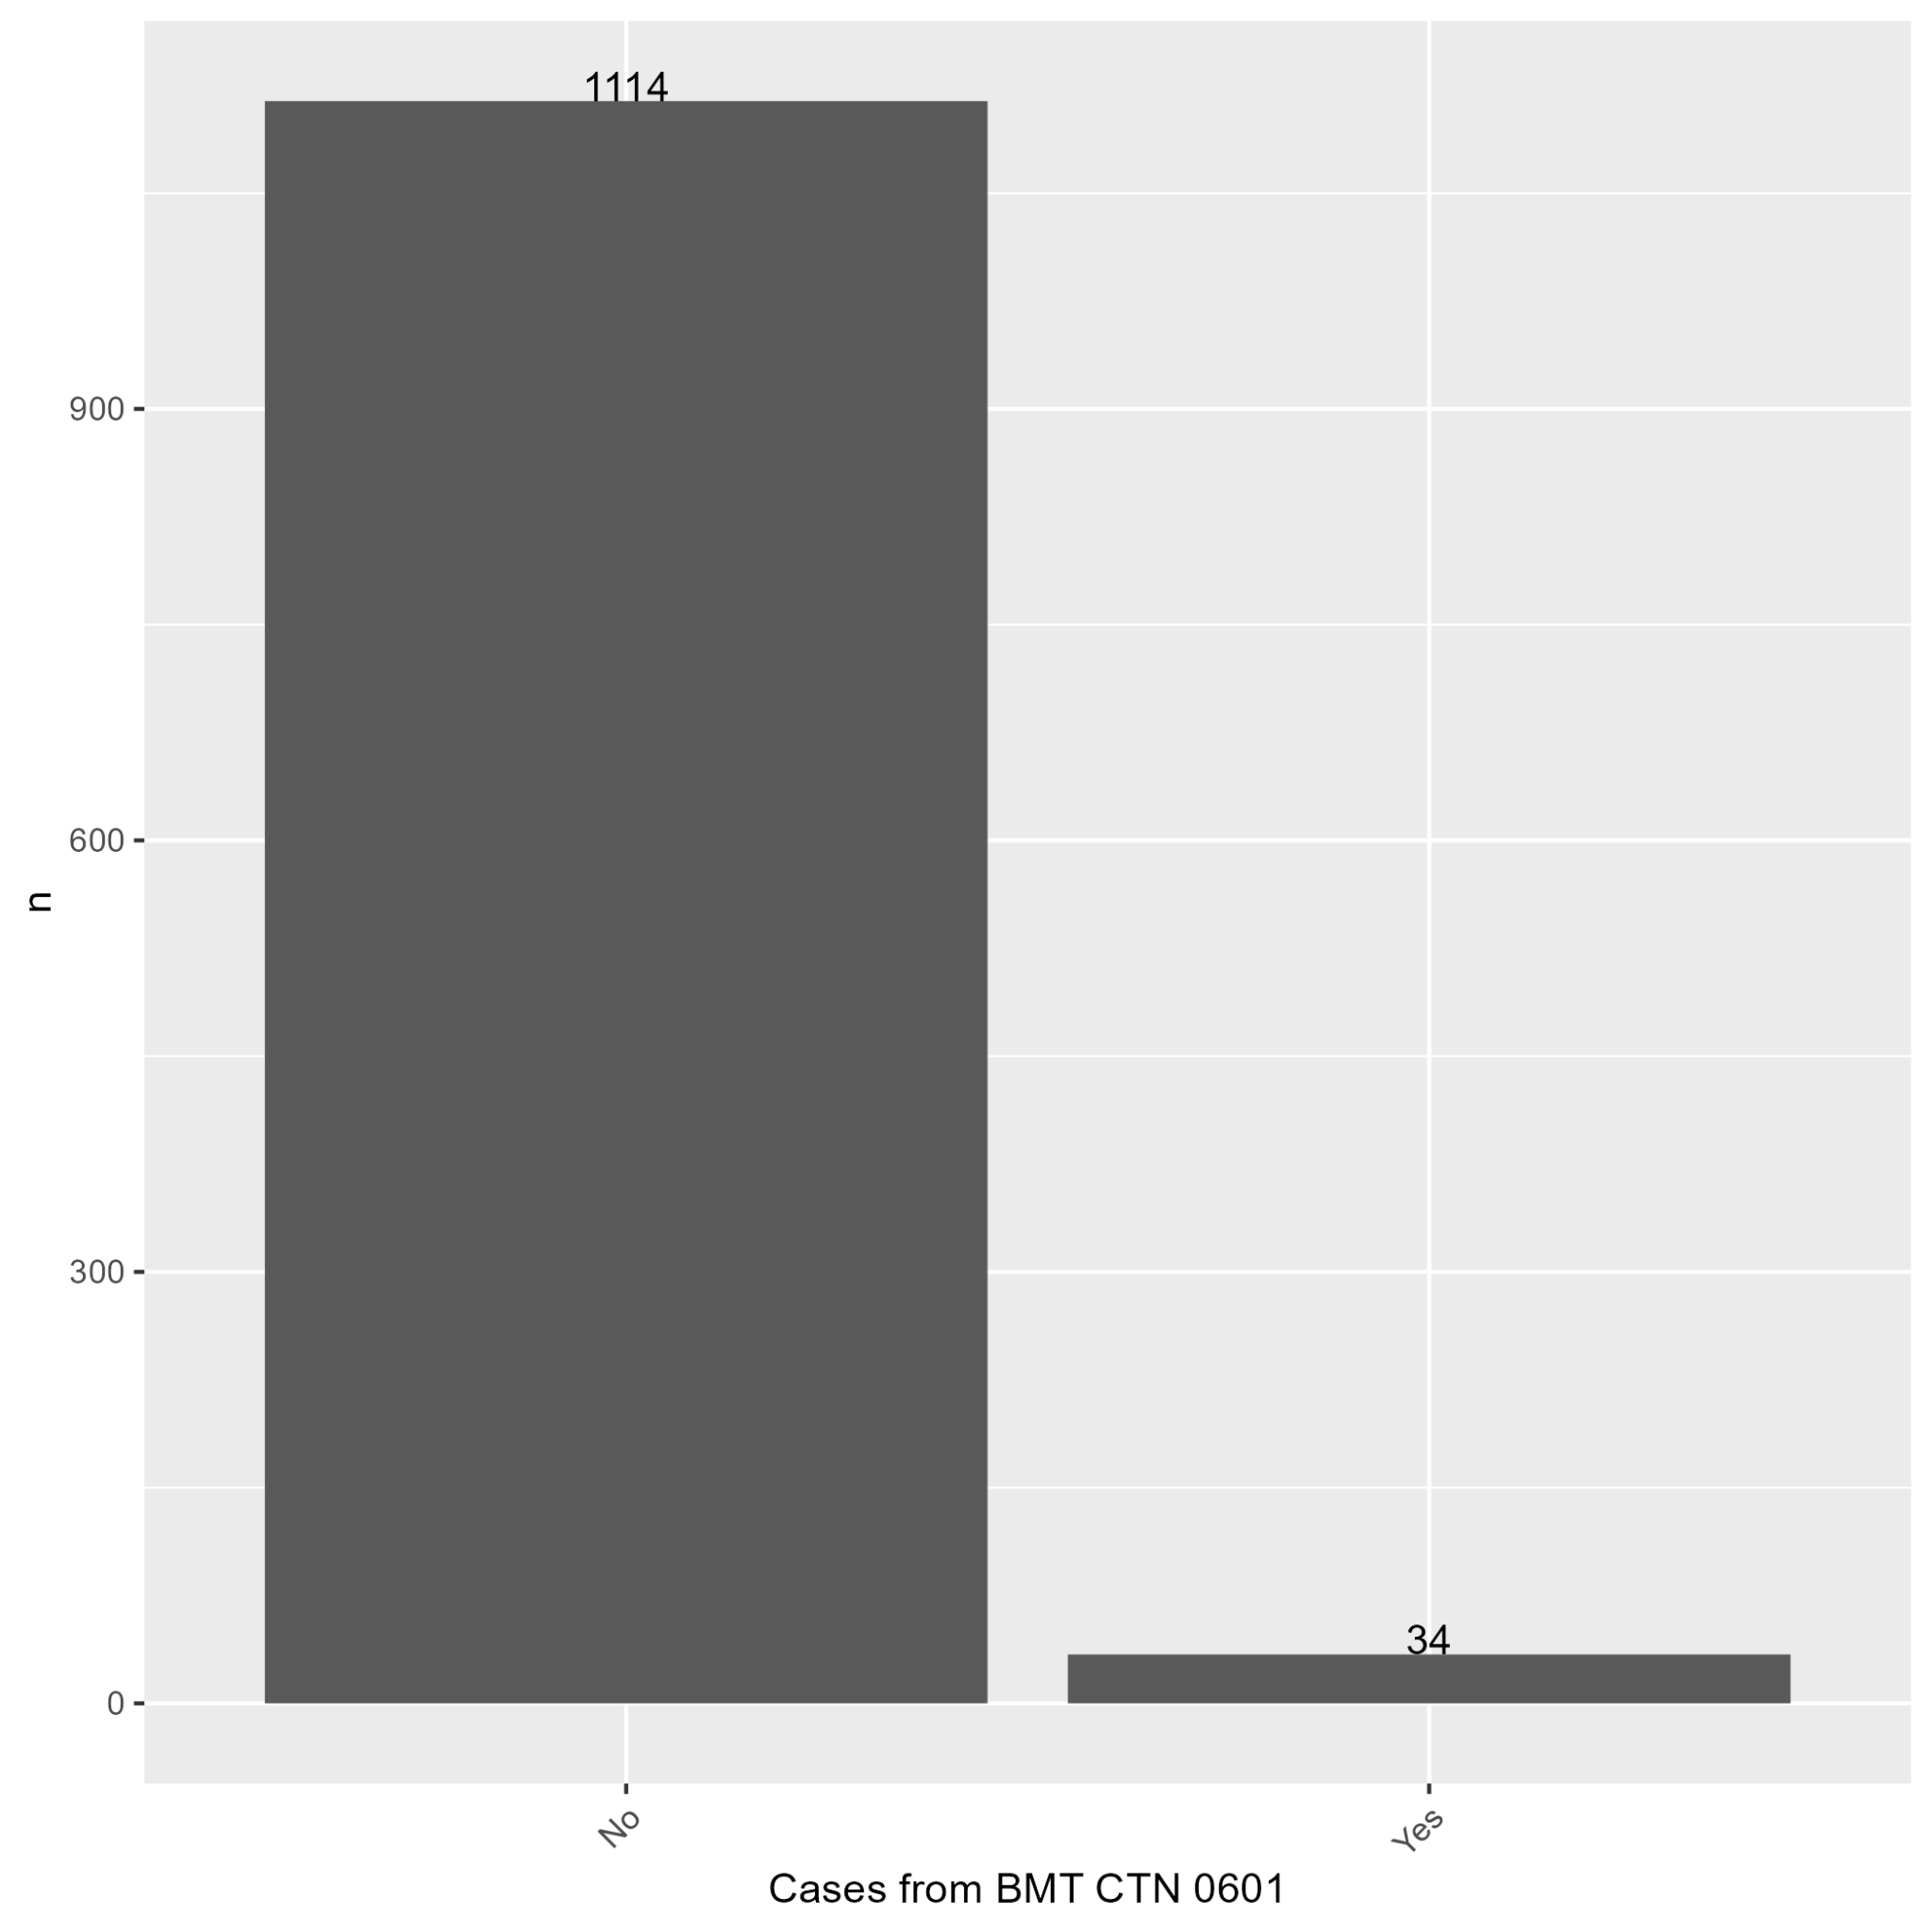 1114
900
600
n
300
34
0
No
Yes
Cases from BMT CTN 0601